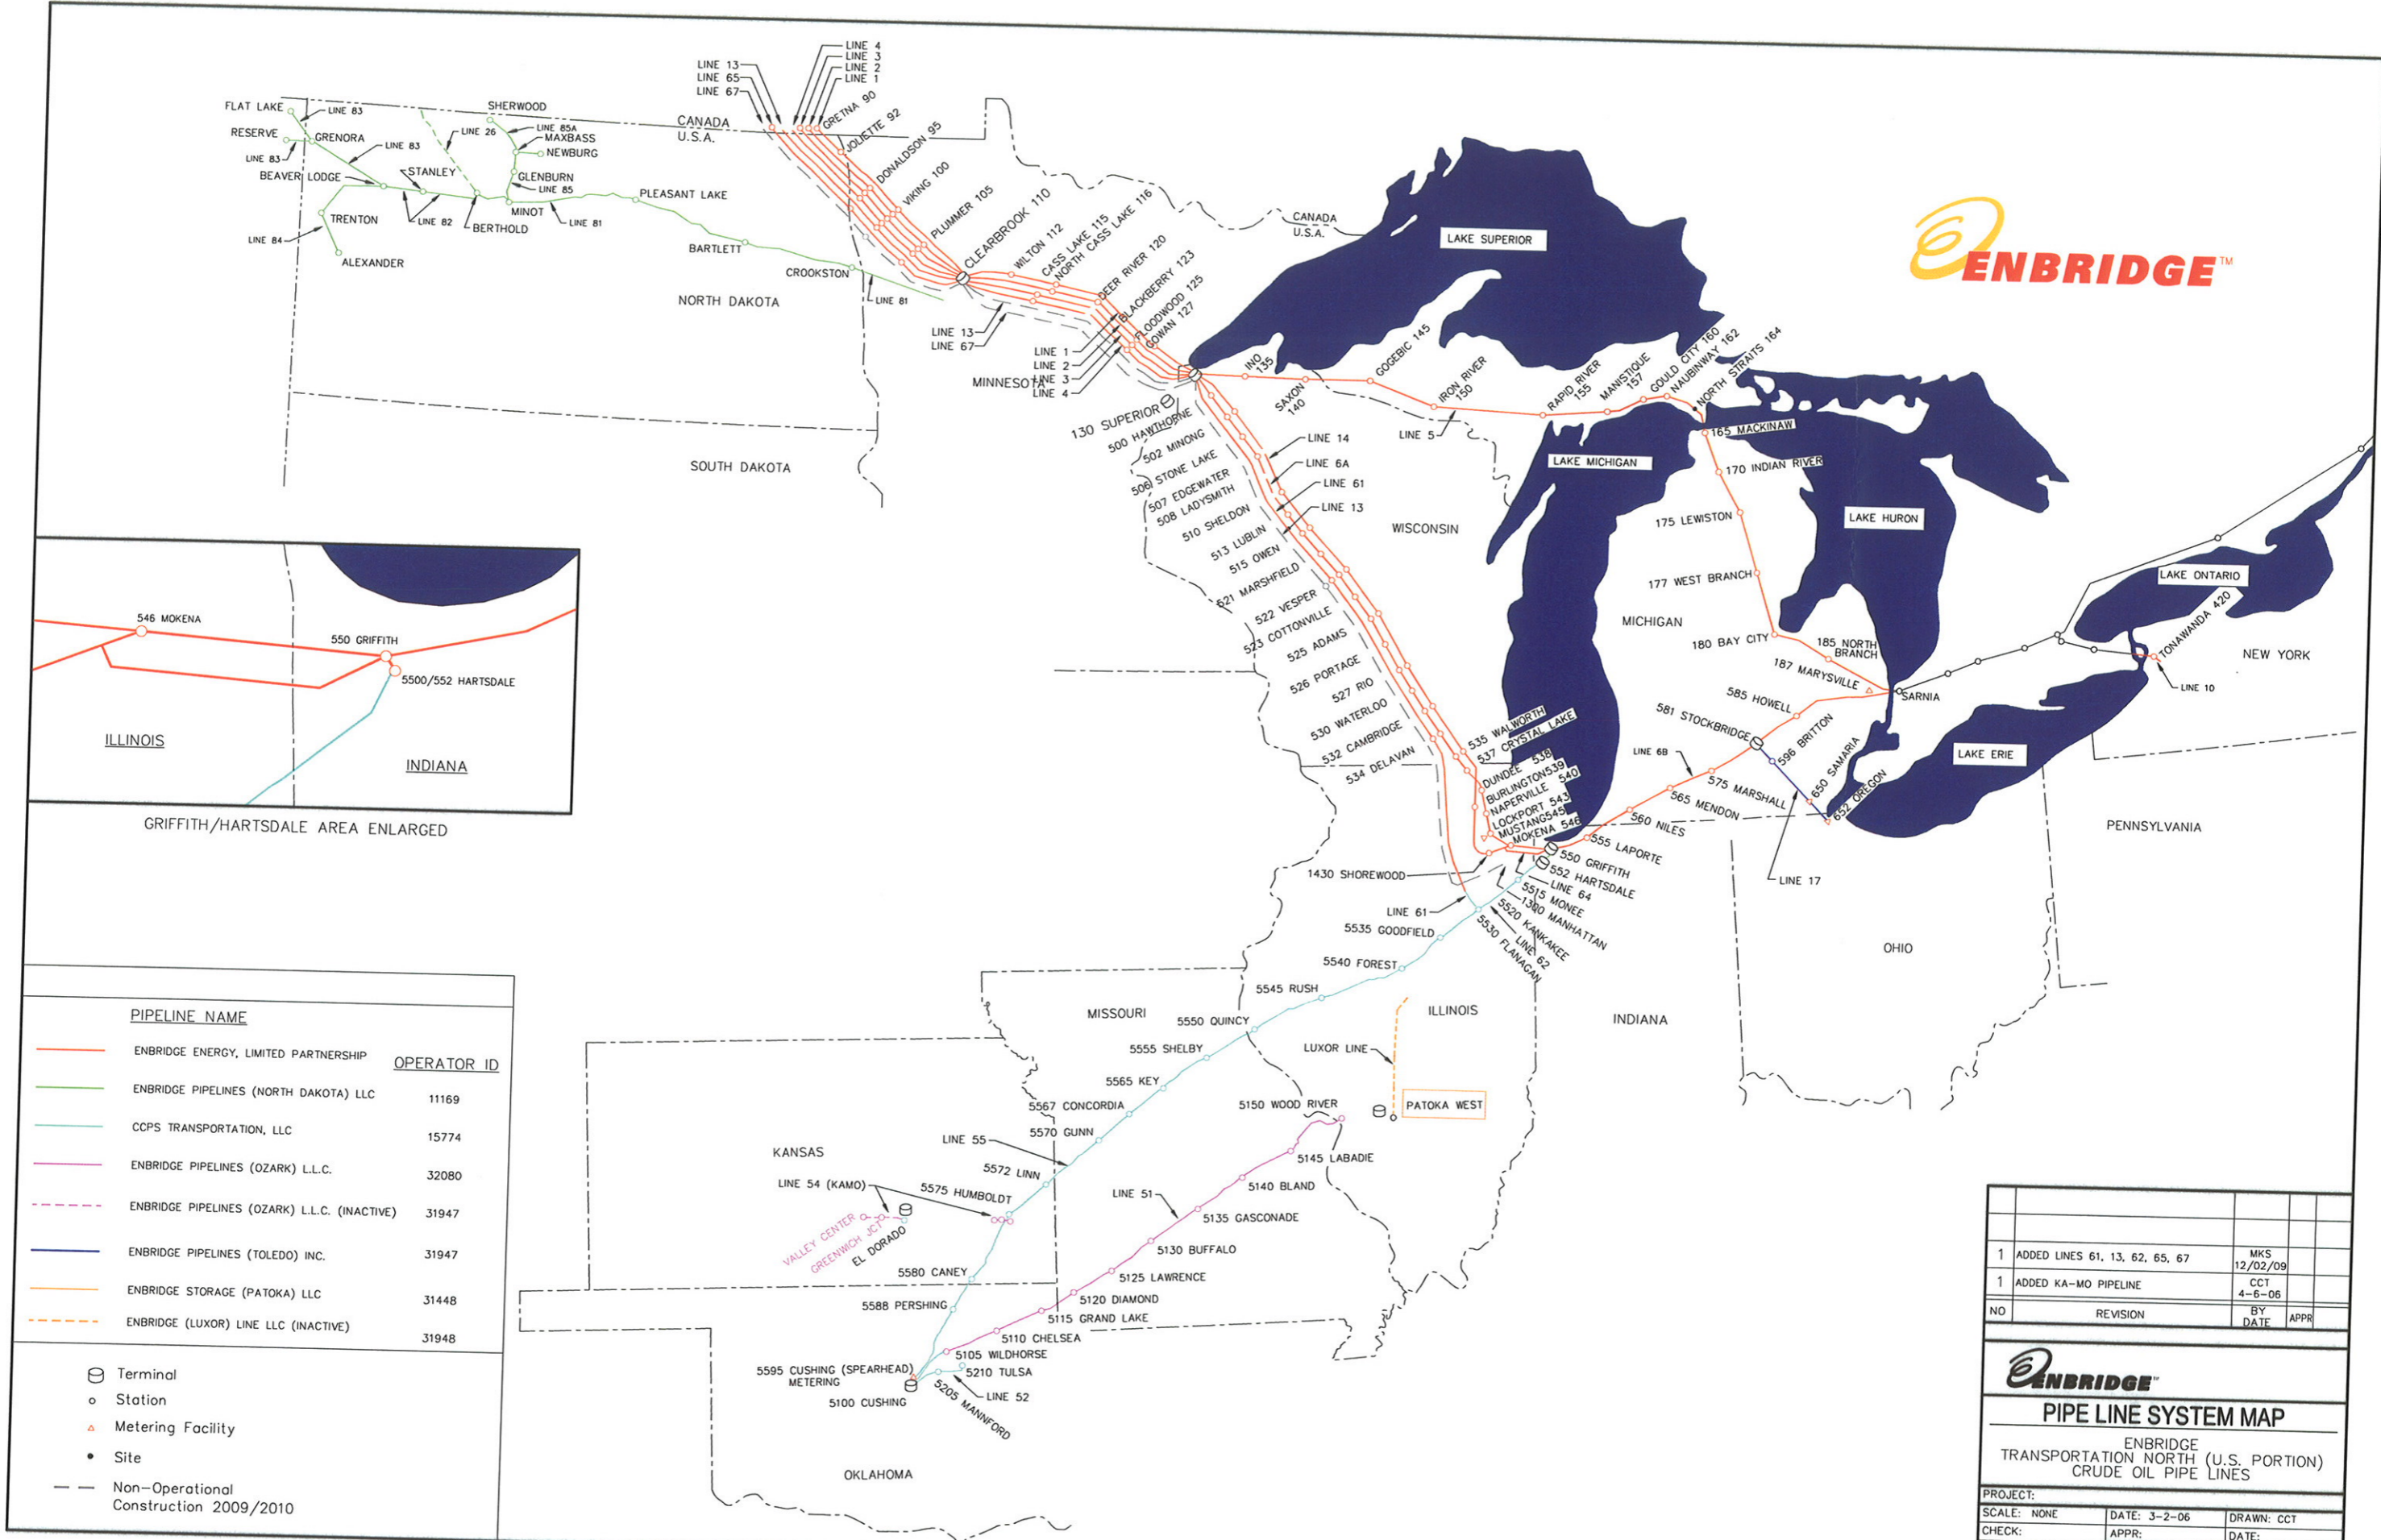 LINE 4
LINE 3
LINE 2
LINE 1
LINE 13
LINE 65
LINE 67
GRETNA 90
JOLIETTE 92
DONALDSON 95
VIKING 100
PLUMMER 105
CLEARBROOK 110
WILTON 112
CASS LAKE 115
NORTH CASS LAKE 116
DEER RIVER 120
BLACKBERRY 123
FLOODWOOD 125
GOWAN 127
CANADA
U.S.A.
FLAT LAKE
LINE 83
RESERVE
GRENORA
LINE 83
LINE 83
BEAVER LODGE
STANLEY
LINE 82
TRENTON
LINE 84
ALEXANDER
SHERWOOD
LINE 26
LINE 85A
MAXBASS
NEWBURG
GLENBURN
LINE 85
MINOT
BERTHOLD
LINE 81
PLEASANT LAKE
BARTLETT
CROOKSTON
LINE 81
NORTH DAKOTA
SOUTH DAKOTA
LINE 13
LINE 67
LINE 1
LINE 2
LINE 3
LINE 4
MINNESOTA
CANADA
U.S.A.
LAKE SUPERIOR
ENBRIDGE™
INO
135
SAXON
140
GOGEBIC 145
IRON RIVER
150
LINE 5
RAPID RIVER
155
MANISTIQUE
157
GOULD CITY 160
NAUBINWAY 162
NORTH STRAITS 164
165 MACKINAW
170 INDIAN RIVER
175 LEWISTON
177 WEST BRANCH
180 BAY CITY
185 NORTH
BRANCH
187 MARYSVILLE
SARNIA
LAKE MICHIGAN
LAKE HURON
LAKE ONTARIO
LAKE ERIE
MICHIGAN
WISCONSIN
NEW YORK
PENNSYLVANIA
OHIO
TONAWANDA 420
LINE 10
130 SUPERIOR
500 HAWTHORNE
502 MINONG
506 STONE LAKE
507 EDGEWATER
508 LADYSMITH
510 SHELDON
513 LUBLIN
515 OWEN
521 MARSHFIELD
522 VESPER
523 COTTONVILLE
525 ADAMS
526 PORTAGE
527 RIO
530 WATERLOO
532 CAMBRIDGE
534 DELAVAN
LINE 14
LINE 6A
LINE 61
LINE 13
535 WALWORTH
537 CRYSTAL LAKE
DUNDEE 538
BURLINGTON539
NAPERVILLE 540
LOCKPORT 543
MUSTANG545
MOKENA 546
550 GRIFFITH
552 HARTSDALE
LINE 64
5515 MONEE
1300 MANHATTAN
5520 KANKAKEE
LINE 62
5530 FLANAGAN
1430 SHOREWOOD
LINE 61
555 LAPORTE
560 NILES
565 MENDON
575 MARSHALL
LINE 6B
581 STOCKBRIDGE
585 HOWELL
596 BRITTON
650 SAMARIA
652 OREGON
LINE 17
5535 GOODFIELD
5540 FOREST
5545 RUSH
5550 QUINCY
5555 SHELBY
5565 KEY
5567 CONCORDIA
5570 GUNN
LINE 55
5572 LINN
5575 HUMBOLDT
LINE 54 (KAMO)
VALLEY CENTER
GREENWICH JCT
EL DORADO
5580 CANEY
5588 PERSHING
5595 CUSHING (SPEARHEAD)
METERING
5100 CUSHING
5205 MANNFORD
LINE 52
5210 TULSA
5105 WILDHORSE
5110 CHELSEA
5115 GRAND LAKE
5120 DIAMOND
5125 LAWRENCE
5130 BUFFALO
5135 GASCONADE
LINE 51
5140 BLAND
5145 LABADIE
5150 WOOD RIVER
LUXOR LINE
PATOKA WEST
MISSOURI
ILLINOIS
INDIANA
KANSAS
OKLAHOMA
546 MOKENA
550 GRIFFITH
5500/552 HARTSDALE
ILLINOIS
INDIANA
GRIFFITH/HARTSDALE AREA ENLARGED
PIPELINE NAME
OPERATOR ID
ENBRIDGE ENERGY, LIMITED PARTNERSHIP
ENBRIDGE PIPELINES (NORTH DAKOTA) LLC 11169
CCPS TRANSPORTATION, LLC 15774
ENBRIDGE PIPELINES (OZARK) L.L.C. 32080
ENBRIDGE PIPELINES (OZARK) L.L.C. (INACTIVE) 31947
ENBRIDGE PIPELINES (TOLEDO) INC. 31947
ENBRIDGE STORAGE (PATOKA) LLC 31448
ENBRIDGE (LUXOR) LINE LLC (INACTIVE) 31948
Terminal
Station
Metering Facility
Site
Non-Operational
Construction 2009/2010
1 ADDED LINES 61, 13, 62, 65, 67 MKS 12/02/09
1 ADDED KA-MO PIPELINE CCT 4-6-06
NO REVISION BY DATE APPR
ENBRIDGE™
PIPE LINE SYSTEM MAP
ENBRIDGE
TRANSPORTATION NORTH (U.S. PORTION)
CRUDE OIL PIPE LINES
PROJECT:
SCALE: NONE DATE: 3-2-06 DRAWN: CCT
CHECK: APPR: DATE: